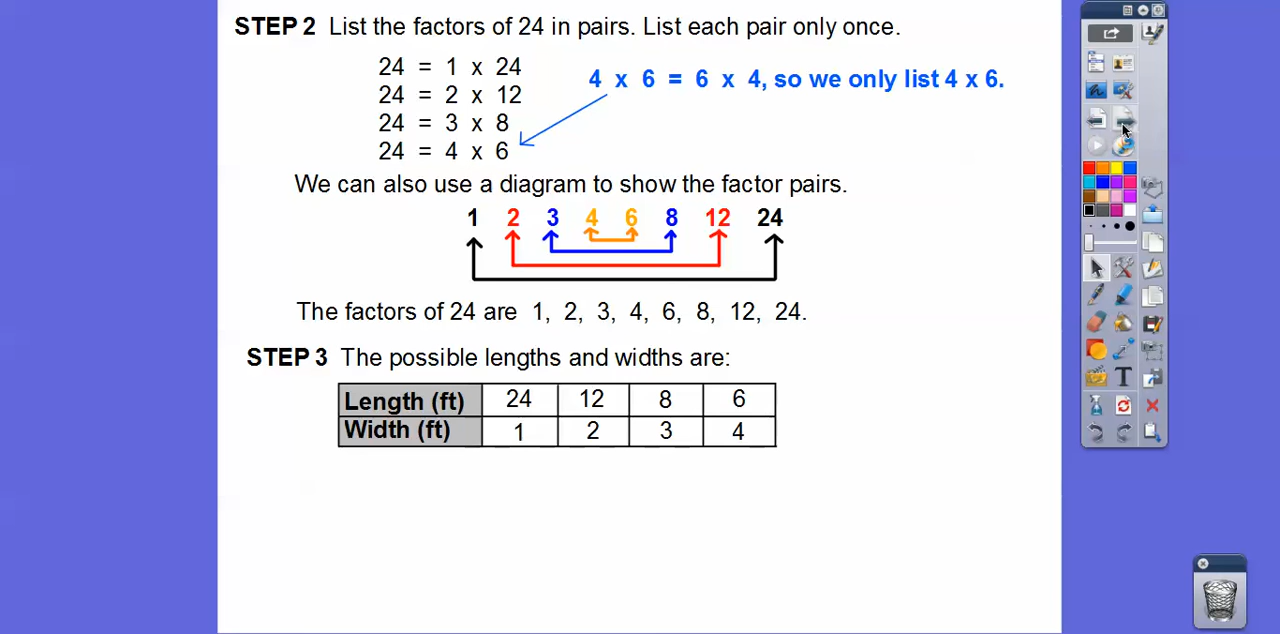 STEP 2 List the factors of 24 in pairs. List each pair only once.
24 = 1 x 24
24 = 2 x 12
24 = 3 x 8
24 = 4 x 6
4 x 6 = 6 x 4, so we only list 4 x 6.
We can also use a diagram to show the factor pairs.
1 2 3 4 6 8 12 24
The factors of 24 are 1, 2, 3, 4, 6, 8, 12, 24.
STEP 3 The possible lengths and widths are:
Length (ft) 24 12 8 6
Width (ft) 1 2 3 4
T